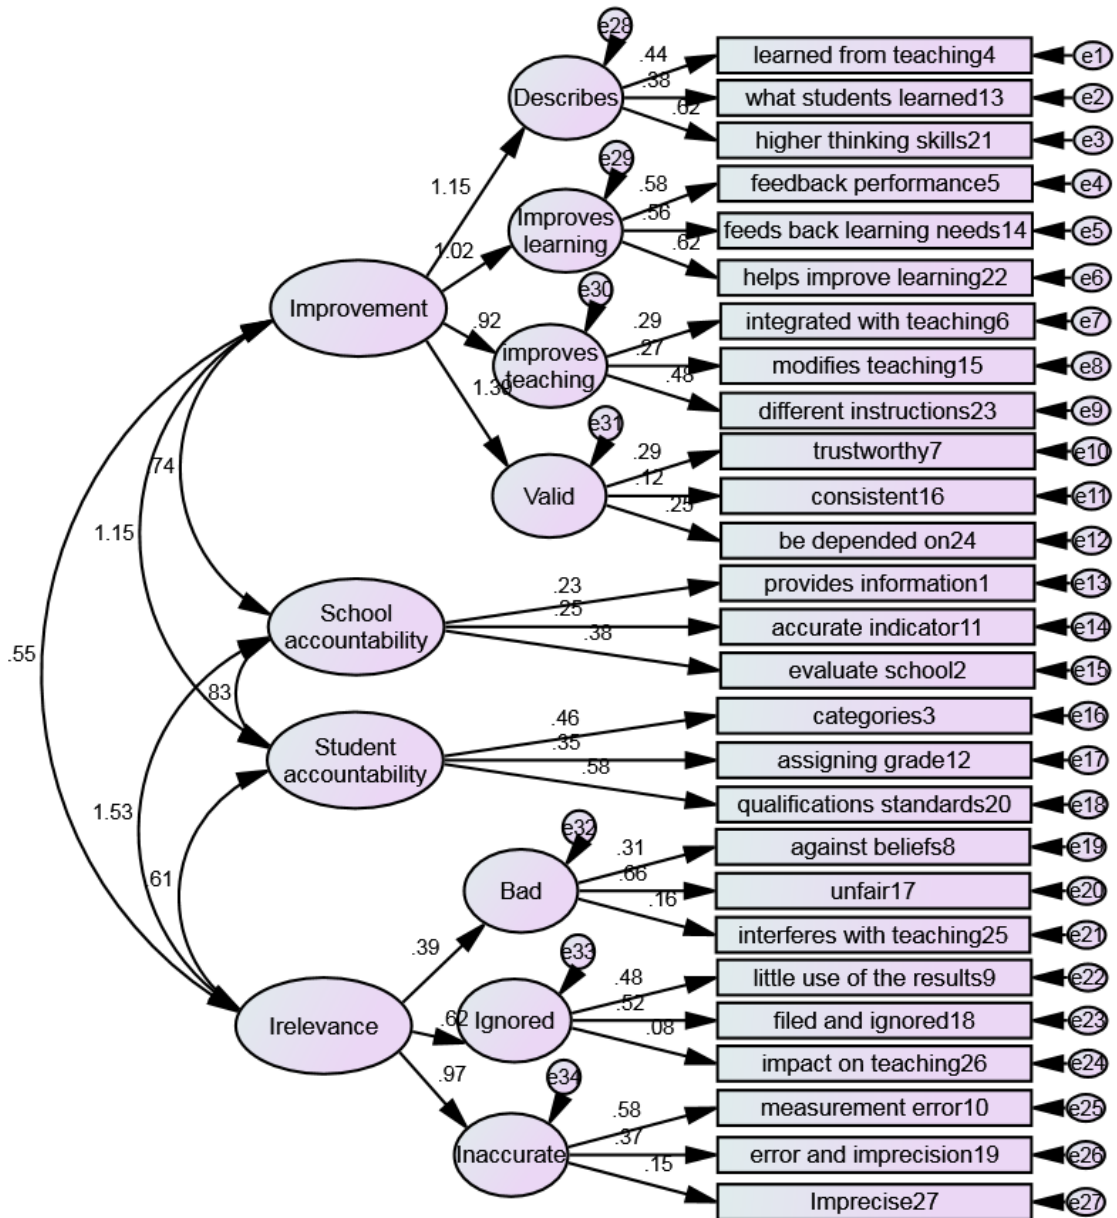 e28
Describes
.44
.38
.62
learned from teaching4
e1
what students learned13
e2
higher thinking skills21
e3
e29
Improves
learning
.58
.56
.62
feedback performance5
e4
feeds back learning needs14
e5
helps improve learning22
e6
1.15
1.02
.92
1.39
Improvement
e30
improves
teaching
.29
.27
.48
integrated with teaching6
e7
modifies teaching15
e8
different instructions23
e9
e31
Valid
.29
.12
.25
trustworthy7
e10
consistent16
e11
be depended on24
e12
.74
1.15
.55
School
accountability
.23
.25
.38
provides information1
e13
accurate indicator11
e14
evaluate school2
e15
.83
Student
accountability
.46
.35
.58
categories3
e16
assigning grade12
e17
qualifications standards20
e18
1.53
.61
e32
Bad
.31
.66
.16
against beliefs8
e19
unfair17
e20
interferes with teaching25
e21
.39
.62
.97
Irelevance
e33
Ignored
.48
.52
.08
little use of the results9
e22
filed and ignored18
e23
impact on teaching26
e24
e34
Inaccurate
.58
.37
.15
measurement error10
e25
error and imprecision19
e26
Imprecise27
e27